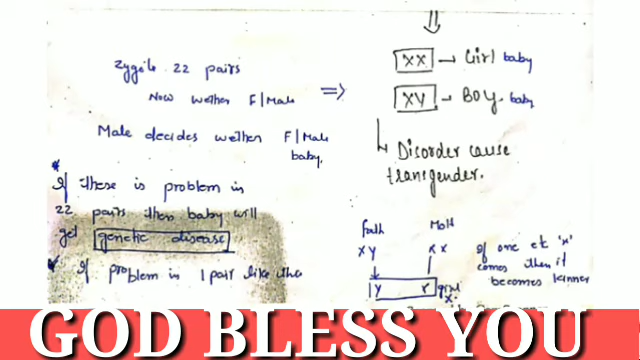 Zygote 22 pairs
Now wether F|Male ⇒
Male decides wether F|Male
baby.
* If there is problem in
22 pairs then baby will
get genetic disease
* If problem is 1 pair like the
⇓
XX – Girl baby
XY – Boy. baby
Disorder cause
transgender.
Fath Moth
XY XX
Y X girl
X.
If one et 'x'
comes then it
becomes
GOD BLESS YOU